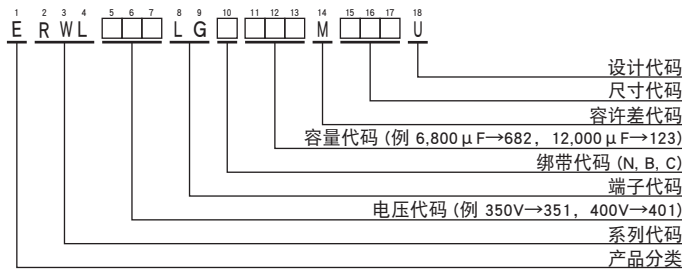 1 2 3 4 5 6 7 8 9 10 11 12 13 14 15 16 17 18
E RWL □□□ LG □ □□□ M □□□ U
设计代码
尺寸代码
容许差代码
容量代码 (例 6,800μF→682，12,000μF→123)
绑带代码 (N, B, C)
端子代码
电压代码 (例 350V→351，400V→401)
系列代码
产品分类